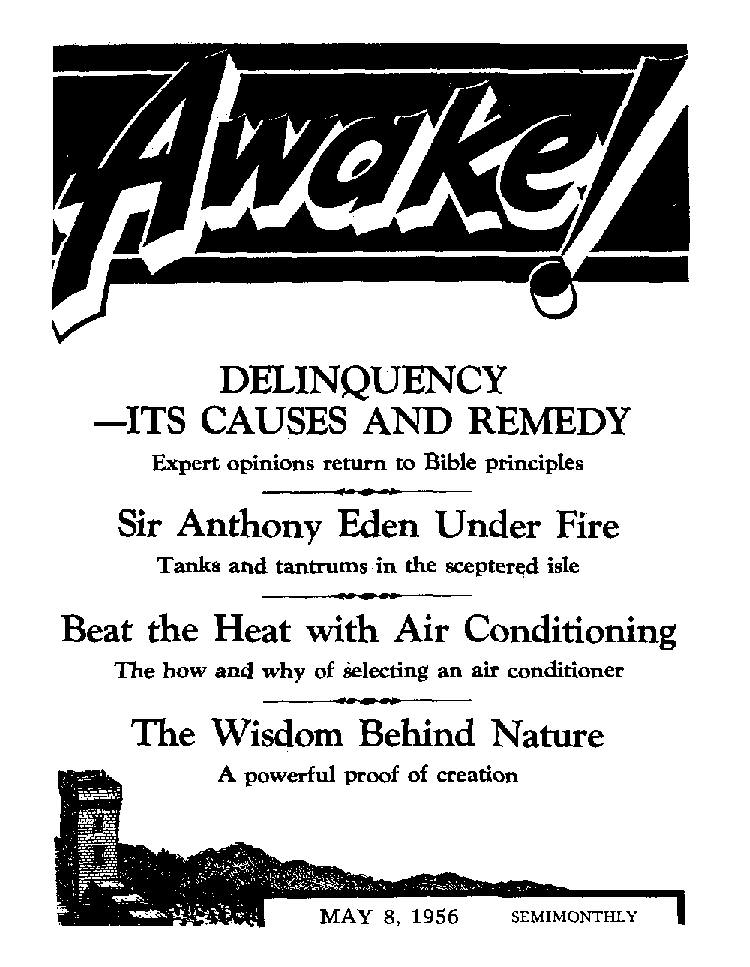 Awake!
DELINQUENCY
—ITS CAUSES AND REMEDY
Expert opinions return to Bible principles
Sir Anthony Eden Under Fire
Tanks and tantrums in the sceptered isle
Beat the Heat with Air Conditioning
The how and why of selecting an air conditioner
The Wisdom Behind Nature
A powerful proof of creation
MAY 8, 1956 SEMIMONTHLY